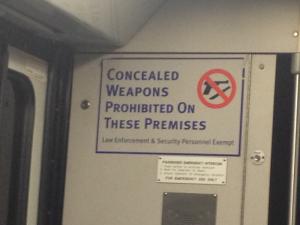 CONCEALED
WEAPONS
PROHIBITED ON
THESE PREMISES
Law Enforcement & Security Personnel Exempt
PASSENGER EMERGENCY INTERCOM
FOR EMERGENCY USE ONLY